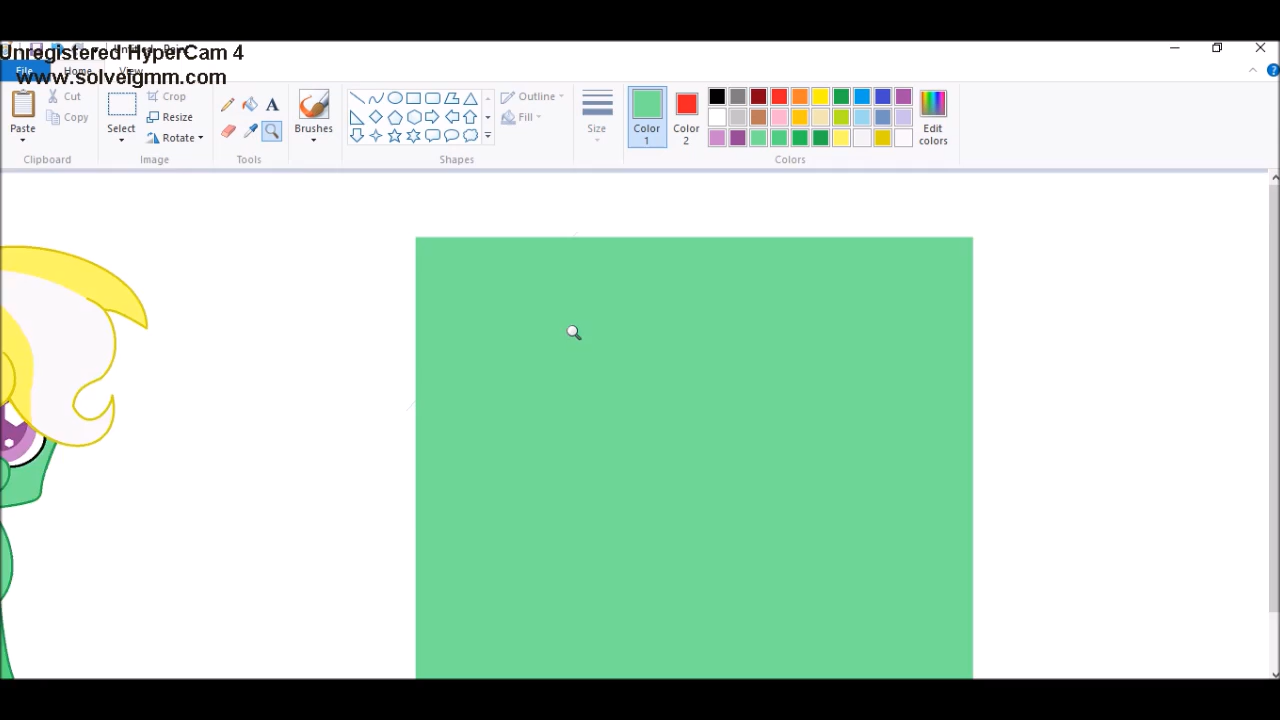 Unregistered HyperCam 4
www.solveigmm.com
File Home View
Paste
Cut
Copy
Clipboard
Select
Crop
Resize
Rotate
Image
A
Tools
Brushes
Shapes
Outline
Fill
Size
Color 1
Color 2
Edit colors
Colors